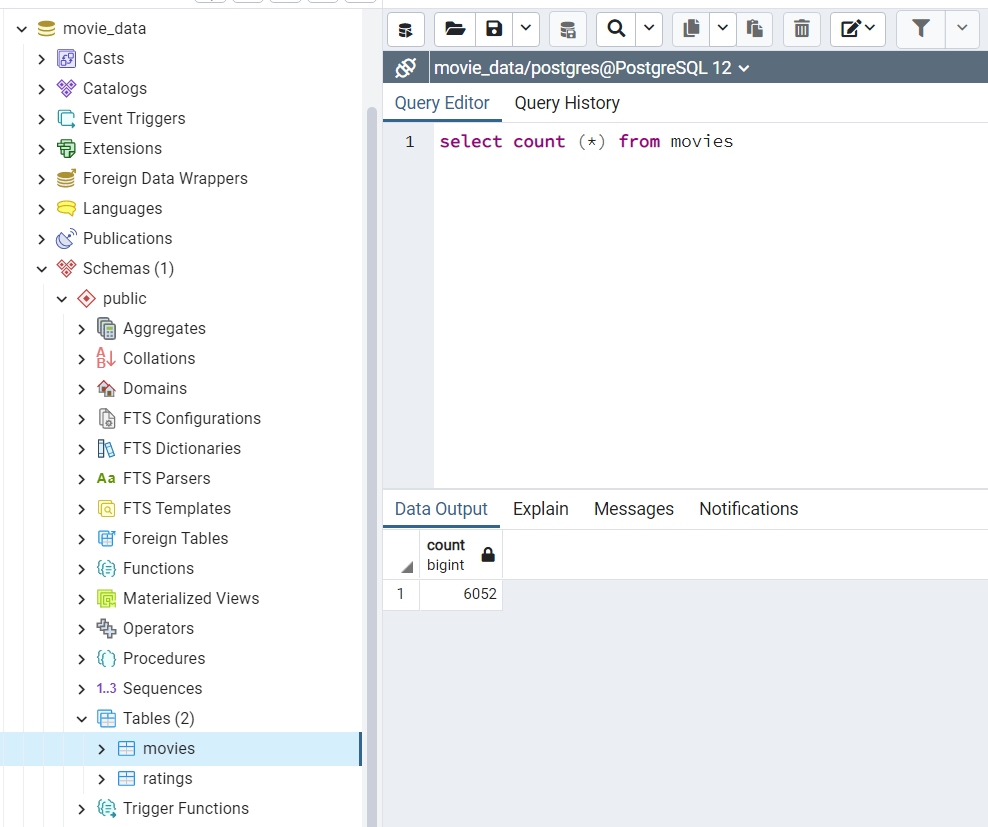 movie_data
Casts
Catalogs
Event Triggers
Extensions
Foreign Data Wrappers
Languages
Publications
Schemas (1)
public
Aggregates
Collations
Domains
FTS Configurations
FTS Dictionaries
Aa FTS Parsers
FTS Templates
Foreign Tables
Functions
Materialized Views
Operators
Procedures
1..3 Sequences
Tables (2)
movies
ratings
Trigger Functions
movie_data/postgres@PostgreSQL 12
Query Editor Query History
1 select count (*) from movies
Data Output Explain Messages Notifications
count
bigint
1 6052